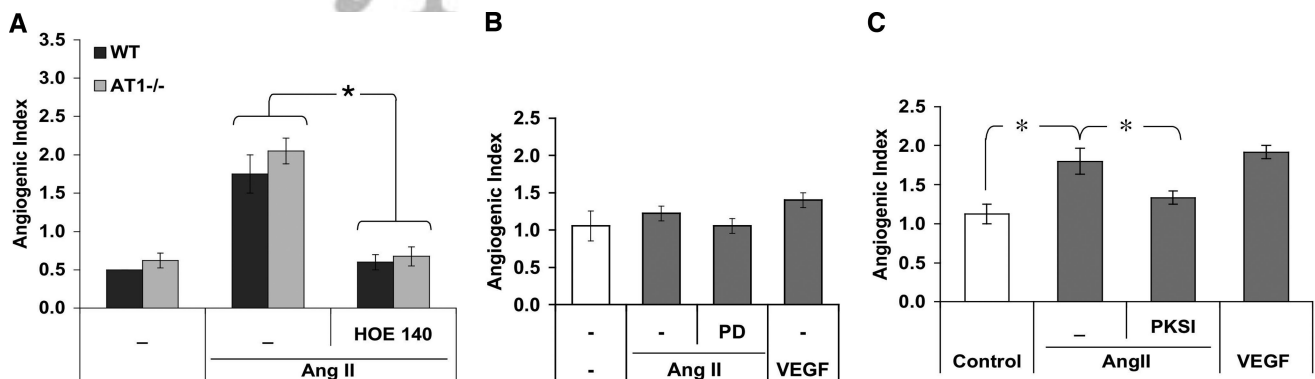 A
3.5
3.0
2.5
2.0
1.5
1.0
0.5
0.0
Angiogenic Index
WT
AT1-/-
*
– – HOE 140
Ang II
B
2.5
2.0
1.5
1.0
0.5
0.0
Angiogenic Index
- - PD -
- Ang II VEGF
C
2.5
2.0
1.5
1.0
0.5
0.0
Angiogenic Index
* *
– PKSI
Control AngII VEGF